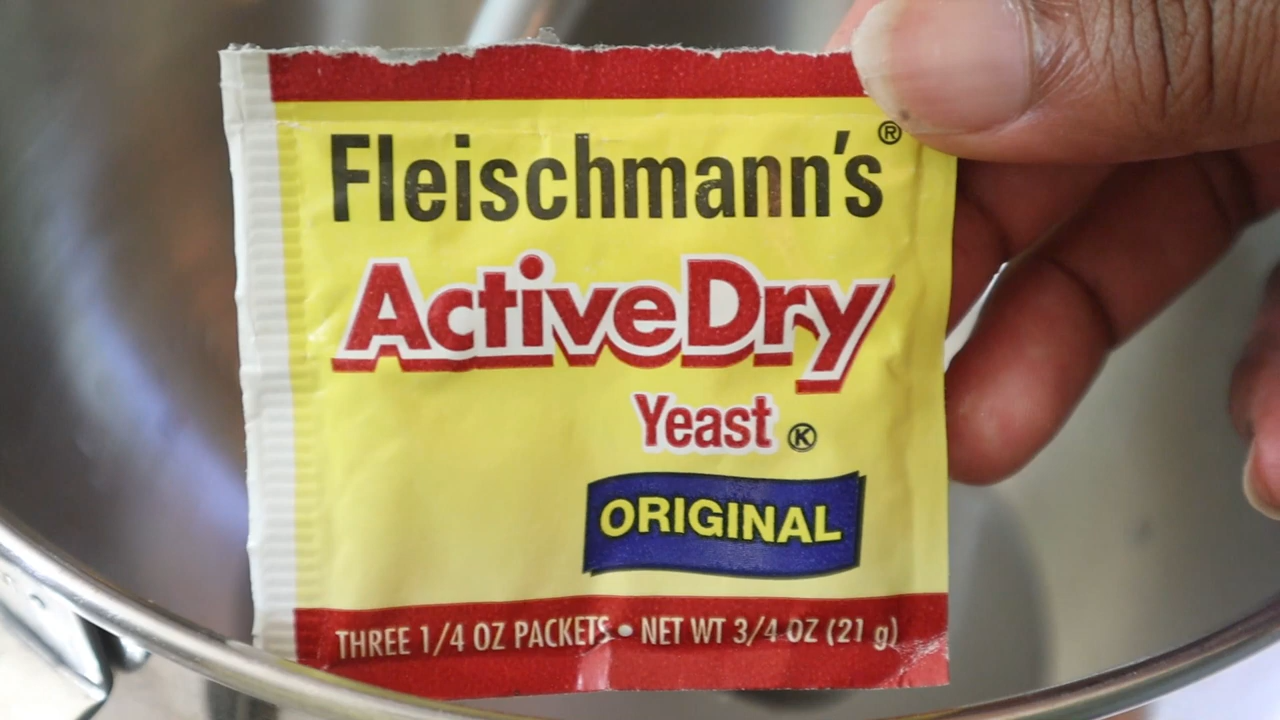 Fleischmann's®
ActiveDry
Yeast Ⓚ
ORIGINAL
THREE 1/4 OZ PACKETS • NET WT 3/4 OZ (21 g)